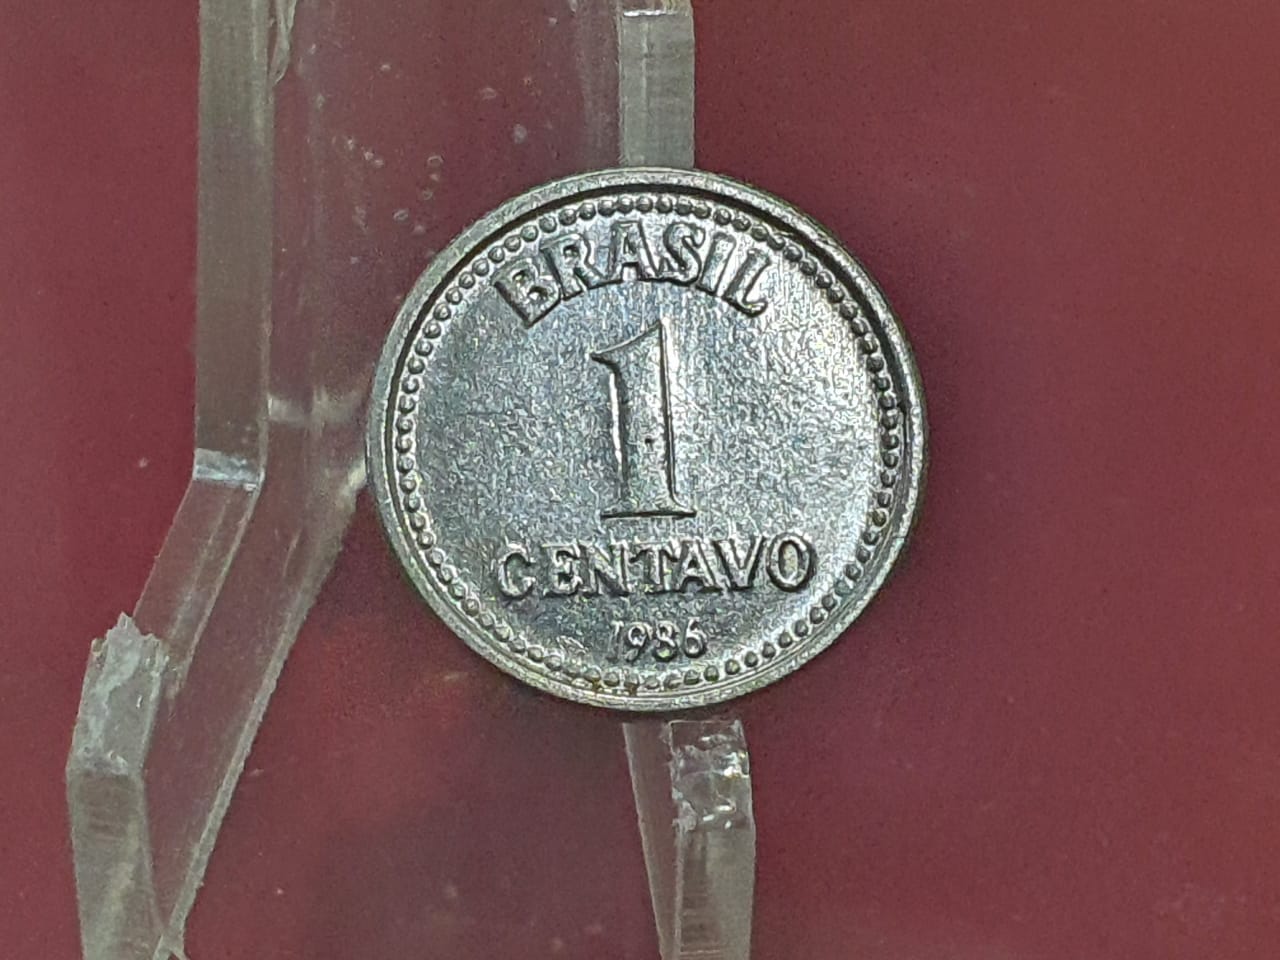 BRASIL
1
CENTAVO
1986